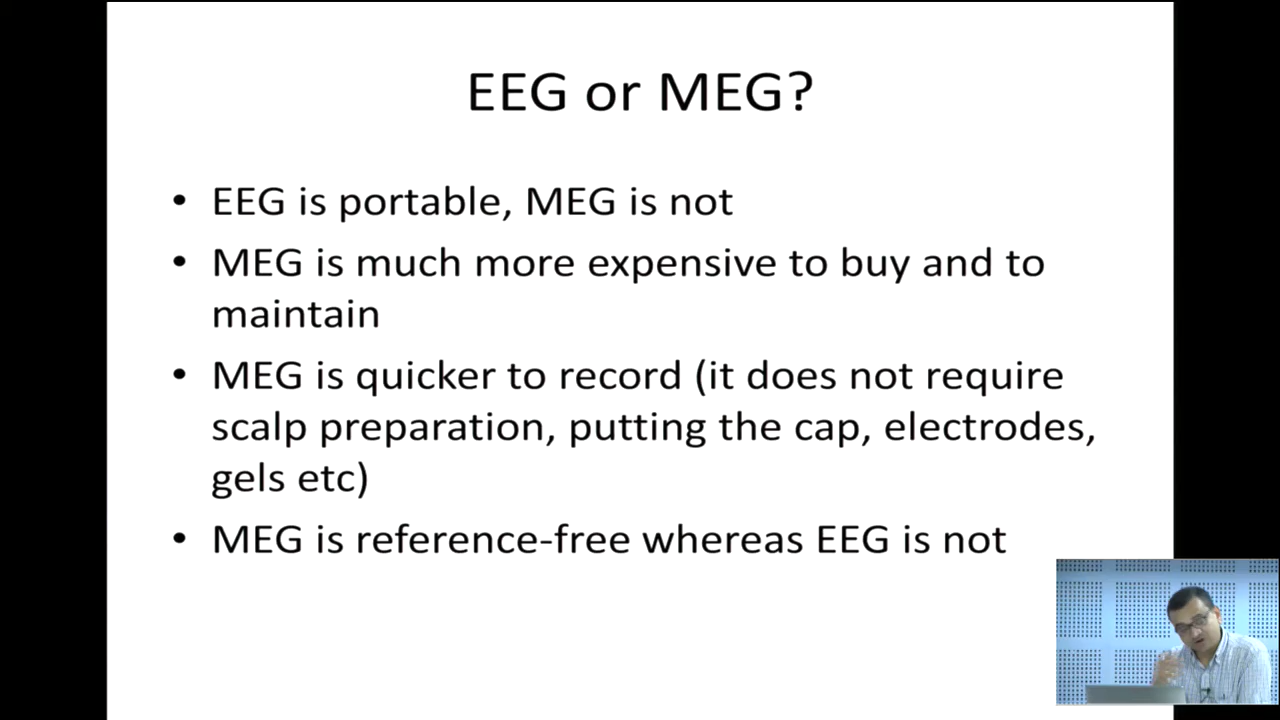 EEG or MEG?
• EEG is portable, MEG is not
• MEG is much more expensive to buy and to
maintain
• MEG is quicker to record (it does not require
scalp preparation, putting the cap, electrodes,
gels etc)
• MEG is reference-free whereas EEG is not